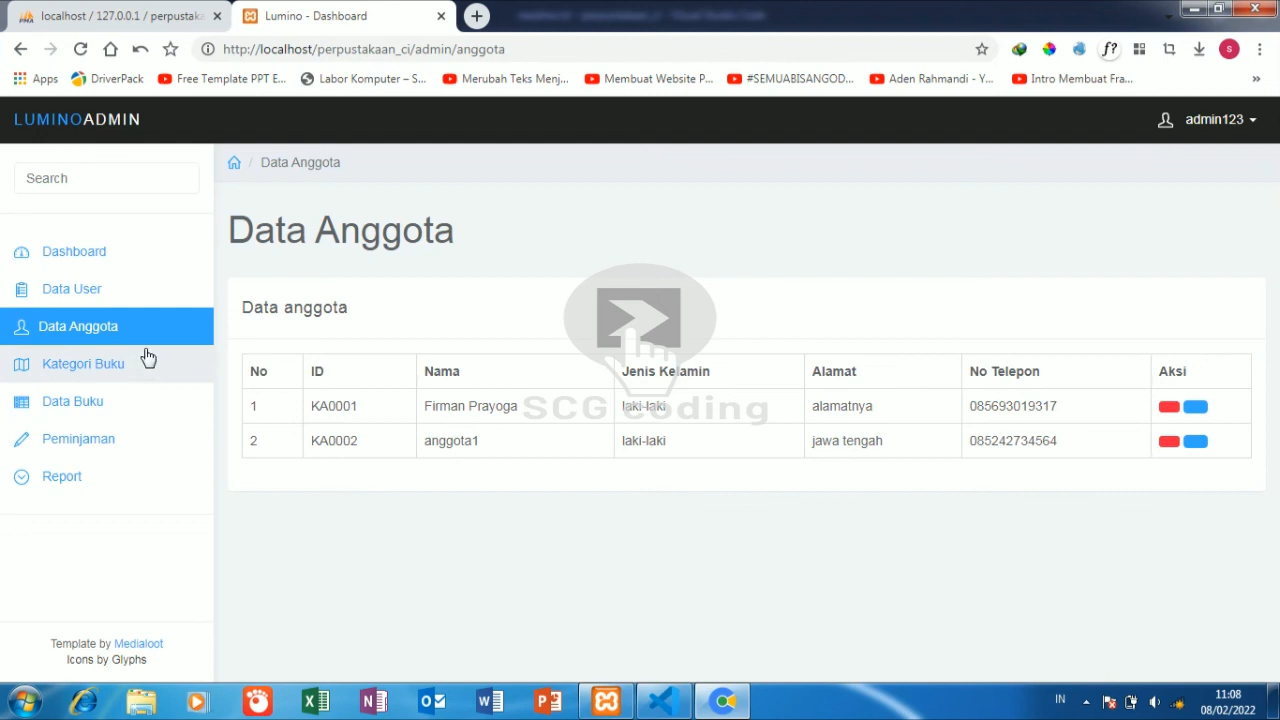 localhost / 127.0.0.1 / perpustaka
Lumino - Dashboard
http://localhost/perpustakaan_ci/admin/anggota
f?
S
Apps
DriverPack
Free Template PPT E...
Labor Komputer – S...
Merubah Teks Menj...
Membuat Website P...
#SEMUABISANGOD...
Aden Rahmandi - Y...
Intro Membuat Fra...
»
LUMINOADMIN
admin123
Search
/ Data Anggota
Dashboard
Data User
Data Anggota
Kategori Buku
Data Buku
Peminjaman
Report
Data Anggota
Data anggota
No ID Nama Jenis Kelamin Alamat No Telepon Aksi
1 KA0001 Firman Prayoga laki-laki alamatnya 085693019317
2 KA0002 anggota1 laki-laki jawa tengah 085242734564
SCG coding
Template by Medialoot
Icons by Glyphs
IN
11:08
08/02/2022